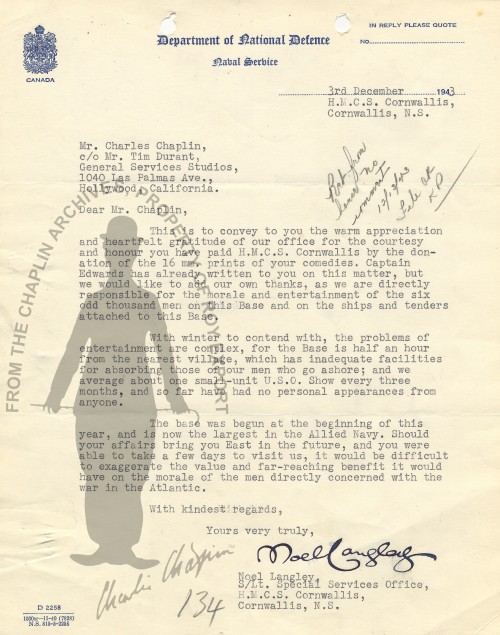 IN REPLY PLEASE QUOTE
NO.
CANADA
Department of National Defence
Naval Service
3rd December 1943
H.M.C.S. Cornwallis,
Cornwallis, N.S.
Mr. Charles Chaplin,
c/o Mr. Tim Durant,
General Services Studios,
1040 Las Palmas Ave.,
Hollywood, California.
12/13/43
File
Dear Mr. Chaplin,
This is to convey to you the warm appreciation
and heartfelt gratitude of our office for the courtesy
and honour you have paid H.M.C.S. Cornwallis by the don-
ation of the 16 mm. prints of your comedies. Captain
Edwards has already written to you on this matter, but
we would like to add our own thanks, as we are directly
responsible for the morale and entertainment of the six
odd thousand men on this Base and on the ships and tenders
attached to this Base.
With winter to contend with, the problems of
entertainment are complex, for the Base is half an hour
from the nearest village, which has inadequate facilities
for absorbing those of our men who go ashore; and we
average about one small-unit U.S.O. Show every three
months, and so far have had no personal appearances from
anyone.
The base was begun at the beginning of this
year, and is now the largest in the Allied Navy. Should
your affairs bring you East in the future, and you were
able to take a few days to visit us, it would be difficult
to exaggerate the value and far-reaching benefit it would
have on the morale of the men directly concerned with the
war in the Atlantic.
With kindest regards,
Yours very truly,
Noel Langley
Noel Langley,
S/Lt. Special Services Office,
H.M.C.S. Cornwallis,
Cornwallis, N.S.
Charlie Chaplin
134
D 2258
N.S. 815-9-2258
FROM THE CHAPLIN ARCHIVES, PROPERTY OF ROY EXPORT